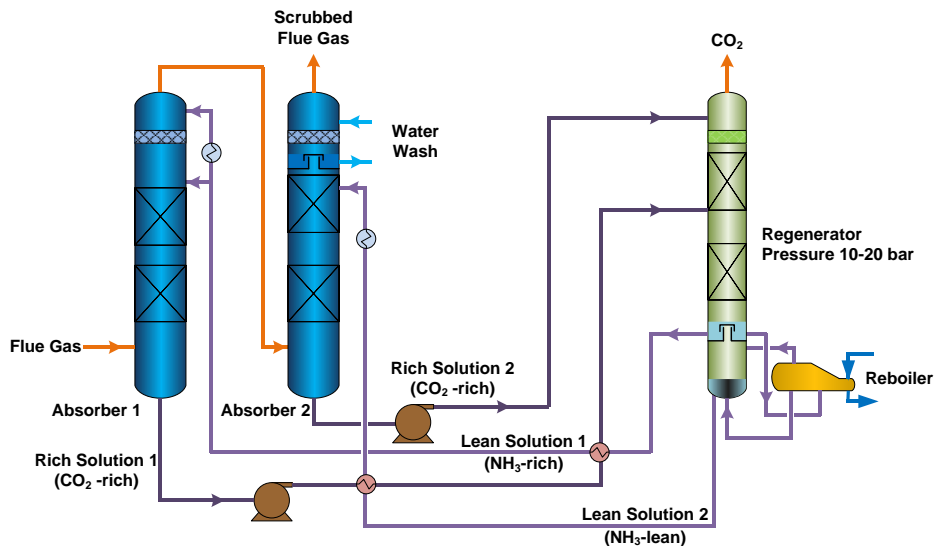 Scrubbed
Flue Gas
CO₂
Water
Wash
Regenerator
Pressure 10-20 bar
Flue Gas
Rich Solution 2
(CO₂ -rich)
Reboiler
Absorber 1
Absorber 2
Lean Solution 1
(NH₃-rich)
Rich Solution 1
(CO₂ -rich)
Lean Solution 2
(NH₃-lean)